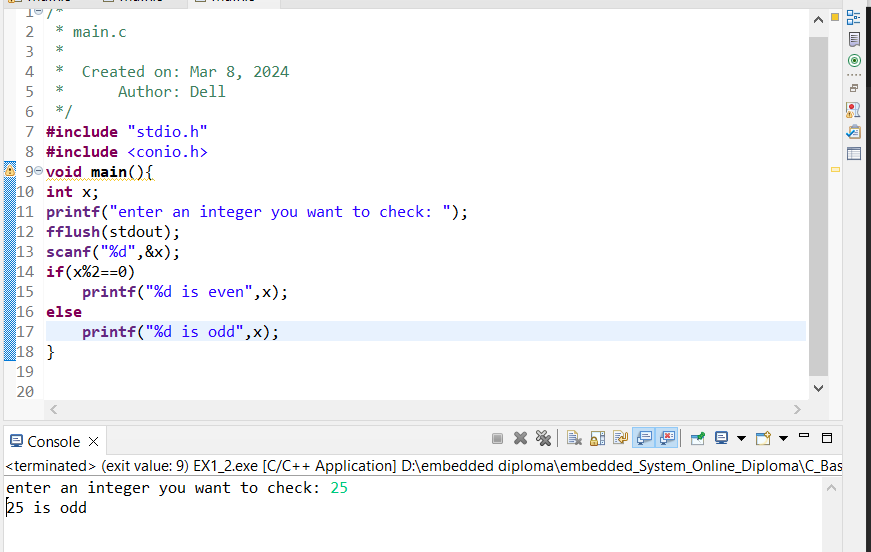 1 /*
2 * main.c
3 *
4 * Created on: Mar 8, 2024
5 * Author: Dell
6 */
7 #include "stdio.h"
8 #include <conio.h>
9 void main(){
10 int x;
11 printf("enter an integer you want to check: ");
12 fflush(stdout);
13 scanf("%d",&x);
14 if(x%2==0)
15 printf("%d is even",x);
16 else
17 printf("%d is odd",x);
18 }
19
20
Console
<terminated> (exit value: 9) EX1_2.exe [C/C++ Application] D:\embedded diploma\embedded_System_Online_Diploma\C_Bas
enter an integer you want to check: 25
25 is odd